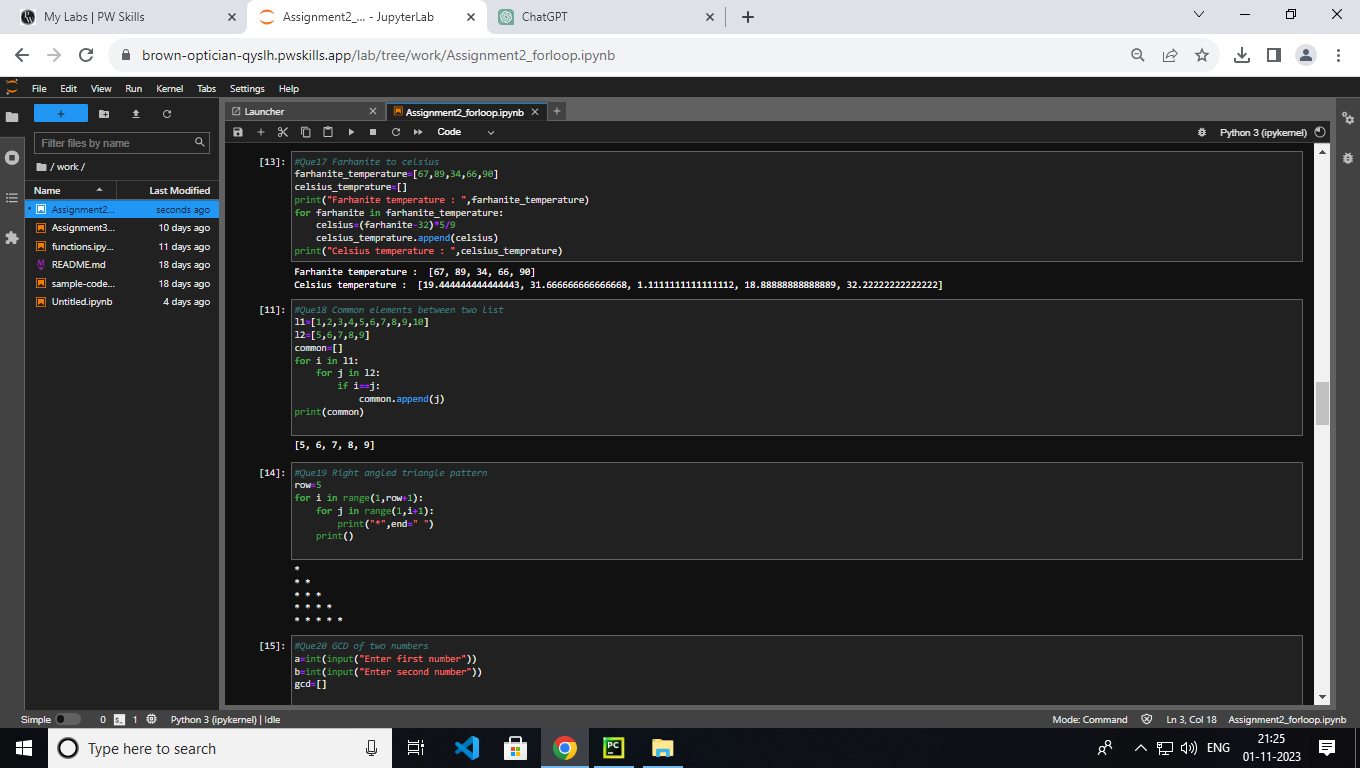 My Labs | PW Skills
Assignment2_... - JupyterLab
ChatGPT
brown-optician-qyslh.pwskills.app/lab/tree/work/Assignment2_forloop.ipynb
File Edit View Run Kernel Tabs Settings Help
Launcher
Assignment2_forloop.ipynb
Filter files by name
Code
Python 3 (ipykernel)
/ work /
Name
Last Modified
Assignment2... seconds ago
Assignment3... 10 days ago
functions.ipy... 11 days ago
README.md 18 days ago
sample-code... 18 days ago
Untitled.ipynb 4 days ago
[13]: #Que17 Farhanite to celsius
farhanite_temperature=[67,89,34,66,90]
celsius_temprature=[]
print("Farhanite temperature : ",farhanite_temperature)
for farhanite in farhanite_temperature:
celsius=(farhanite-32)*5/9
celsius_temprature.append(celsius)
print("Celsius temperature : ",celsius_temprature)
Farhanite temperature :  [67, 89, 34, 66, 90]
Celsius temperature :  [19.444444444444443, 31.666666666666668, 1.1111111111111112, 18.88888888888889, 32.22222222222222]
[11]: #Que18 Common elements between two list
l1=[1,2,3,4,5,6,7,8,9,10]
l2=[5,6,7,8,9]
common=[]
for i in l1:
for j in l2:
if i==j:
common.append(j)
print(common)
[5, 6, 7, 8, 9]
[14]: #Que19 Right angled triangle pattern
row=5
for i in range(1,row+1):
for j in range(1,i+1):
print("*",end=" ")
print()
*
* *
* * *
* * * *
* * * * *
[15]: #Que20 GCD of two numbers
a=int(input("Enter first number"))
b=int(input("Enter second number"))
gcd=[]
Simple 0 1 Python 3 (ipykernel) | Idle
Mode: Command Ln 3, Col 18 Assignment2_forloop.ipynb
Type here to search
PC
ENG
21:25
01-11-2023